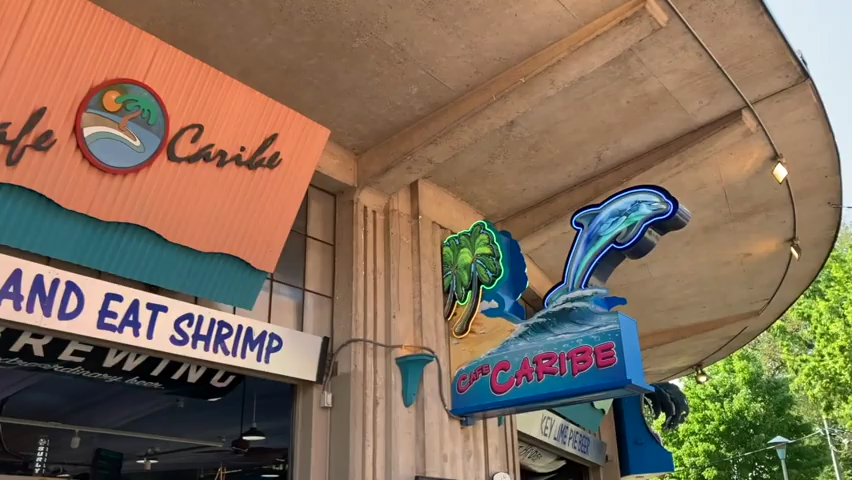 afe Caribe
AND EAT SHRIMP
REWING
CAFE CARIBE
KEY LIME PIE BEER